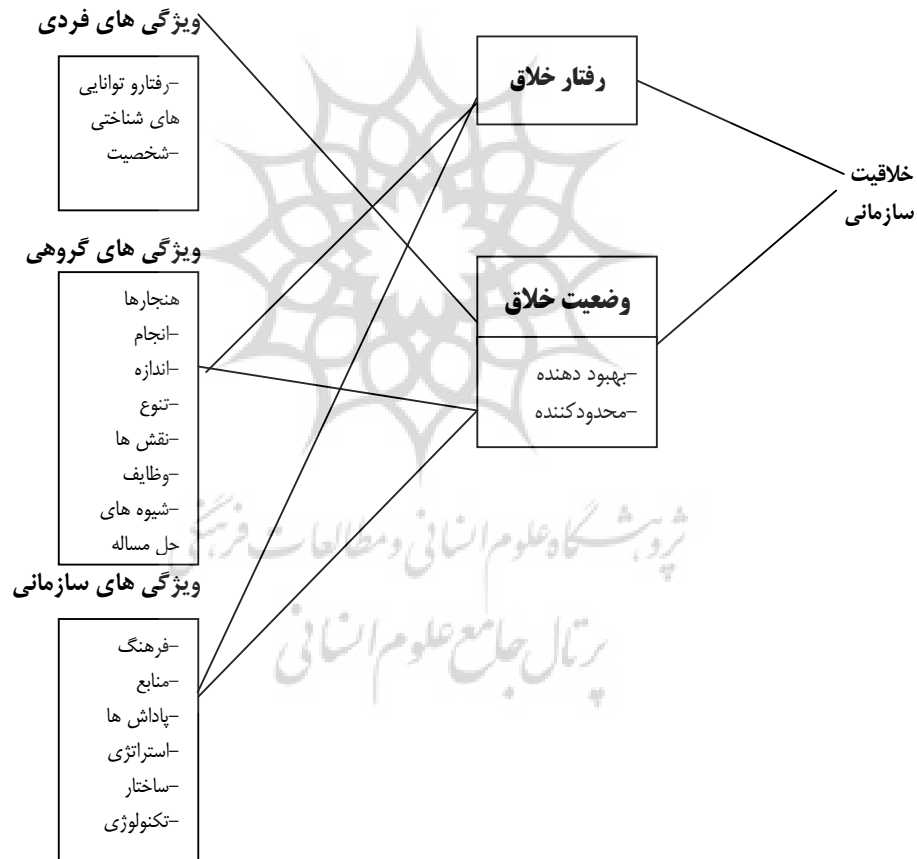 ویژگی های فردی
-رفتارو توانایی
های شناختی
-شخصیت
ویژگی های گروهی
هنجارها
-انجام
-اندازه
-تنوع
-نقش ها
-وظایف
-شیوه های
حل مساله
ویژگی های سازمانی
-فرهنگ
-منابع
-پاداش ها
-استراتژی
-ساختار
-تکنولوژی
رفتار خلاق
وضعیت خلاق
-بهبود دهنده
-محدودکننده
خلاقیت
سازمانی
پژوهشگاه علوم انسانی و مطالعات فرهنگی
پرتال جامع علوم انسانی